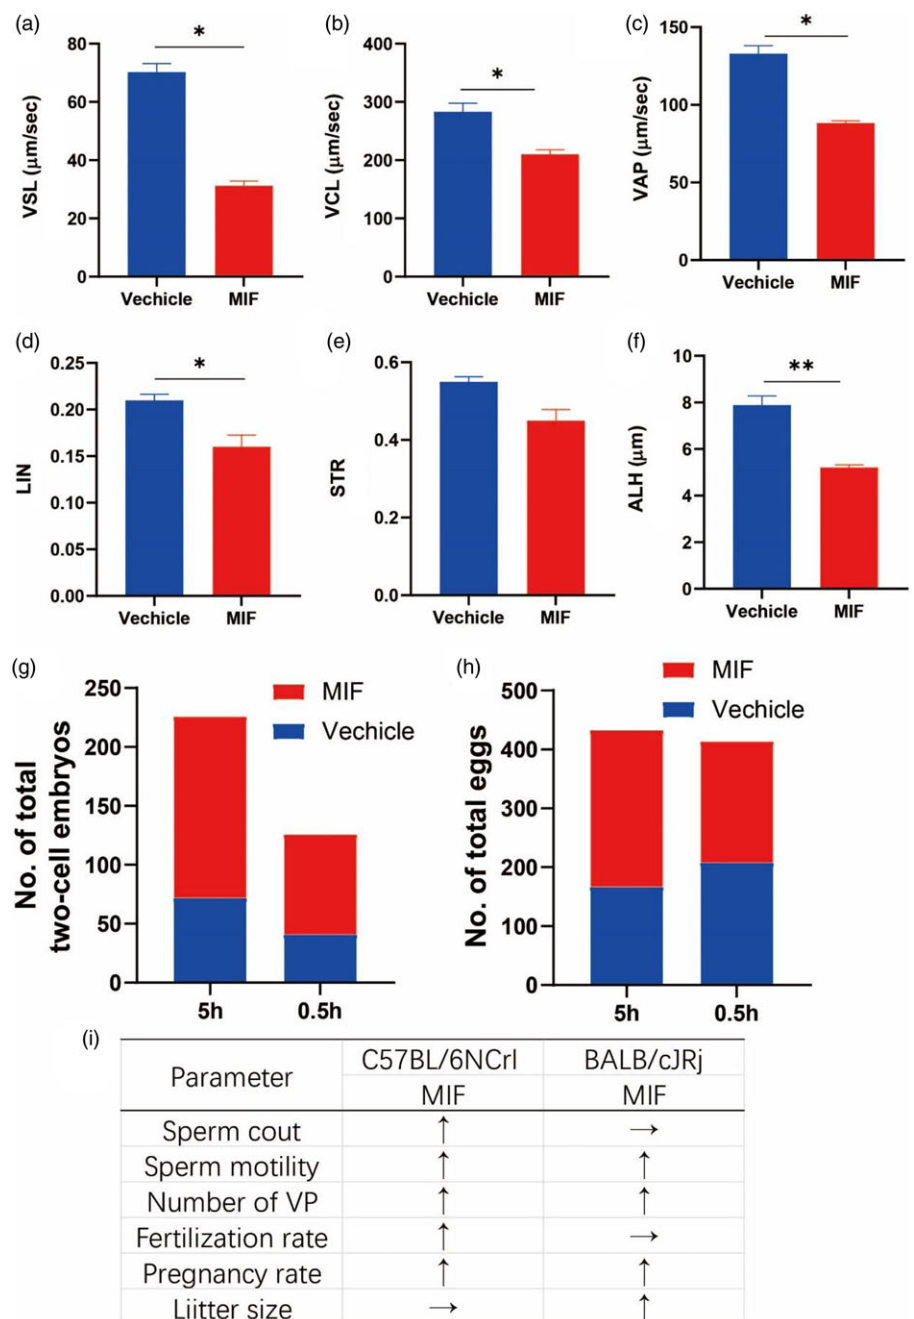 (a)
80
60
40
20
0
VSL (μm/sec)
*
Vechicle MIF
(b)
400
300
200
100
0
VCL (μm/sec)
*
Vechicle MIF
(c)
150
100
50
0
VAP (μm/sec)
*
Vechicle MIF
(d)
0.25
0.20
0.15
0.10
0.05
0.00
LIN
*
Vechicle MIF
(e)
0.6
0.4
0.2
0.0
STR
Vechicle MIF
(f)
10
8
6
4
2
0
ALH (μm)
**
Vechicle MIF
(g)
250
200
150
100
50
0
No. of total
two-cell embryos
MIF
Vechicle
5h 0.5h
(h)
500
400
300
200
100
0
No. of total eggs
MIF
Vechicle
5h 0.5h
(i)
Parameter C57BL/6NCrl BALB/cJRj
MIF MIF
Sperm cout ↑ →
Sperm motility ↑ ↑
Number of VP ↑ ↑
Fertilization rate ↑ →
Pregnancy rate ↑ ↑
Liitter size → ↑